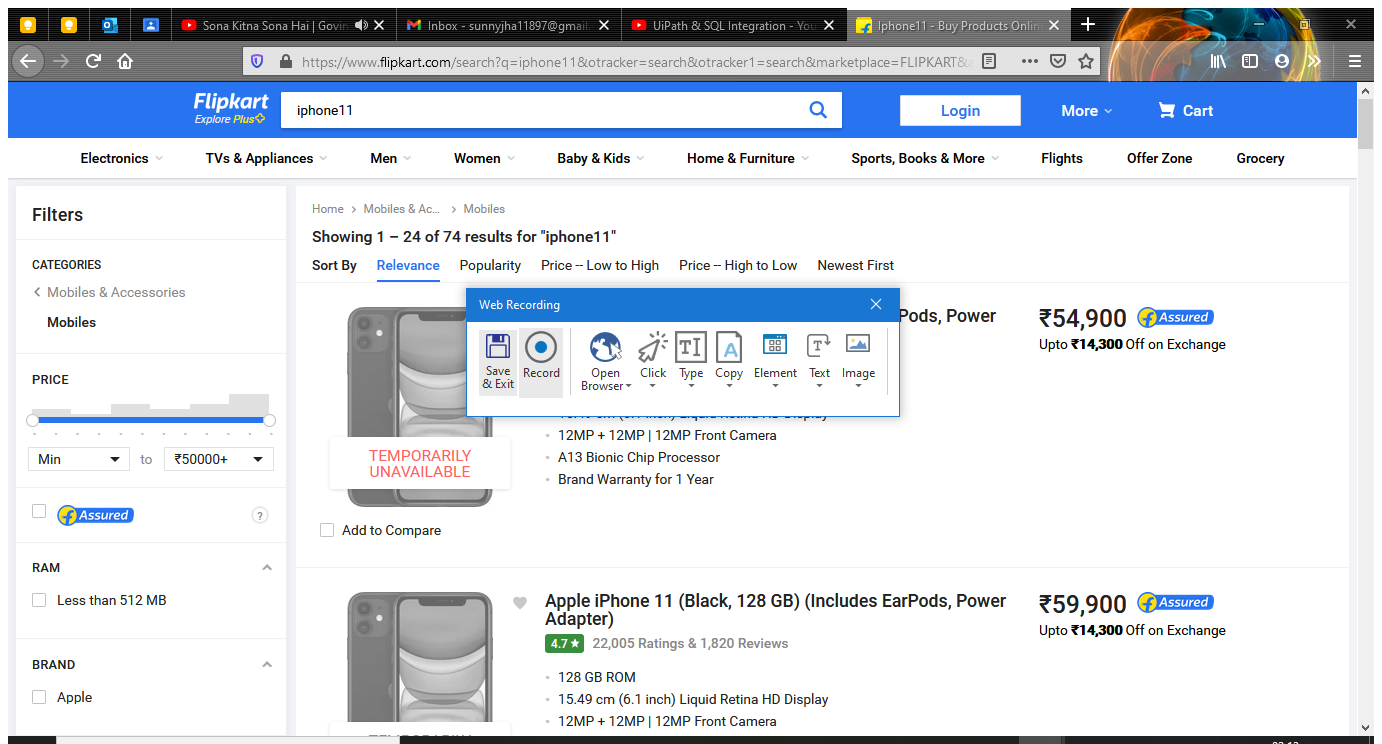 Sona Kitna Sona Hai | Govin
Inbox - sunnyjha11897@gmail
UiPath & SQL Integration - You
Iphone11 - Buy Products Onlin
https://www.flipkart.com/search?q=iphone11&otracker=search&otracker1=search&marketplace=FLIPKART&
Flipkart
Explore Plus
iphone11
Login
More
Cart
Electronics
TVs & Appliances
Men
Women
Baby & Kids
Home & Furniture
Sports, Books & More
Flights
Offer Zone
Grocery
Filters
CATEGORIES
Mobiles & Accessories
Mobiles
PRICE
Min
to
₹50000+
Assured
?
RAM
Less than 512 MB
BRAND
Apple
Home > Mobiles & Ac... > Mobiles
Showing 1 – 24 of 74 results for "iphone11"
Sort By Relevance Popularity Price -- Low to High Price -- High to Low Newest First
Web Recording
Save & Exit
Record
Open Browser
Click
Type
Copy
Element
Text
Image
Pods, Power
₹54,900
Assured
Upto ₹14,300 Off on Exchange
12MP + 12MP | 12MP Front Camera
A13 Bionic Chip Processor
Brand Warranty for 1 Year
TEMPORARILY
UNAVAILABLE
Add to Compare
Apple iPhone 11 (Black, 128 GB) (Includes EarPods, Power
Adapter)
4.7★ 22,005 Ratings & 1,820 Reviews
128 GB ROM
15.49 cm (6.1 inch) Liquid Retina HD Display
12MP + 12MP | 12MP Front Camera
₹59,900
Assured
Upto ₹14,300 Off on Exchange